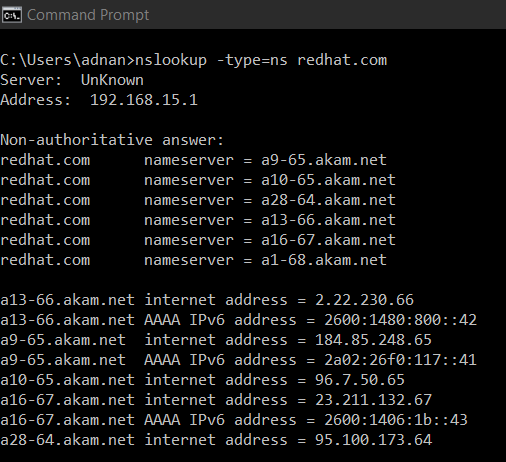 Command Prompt
C:\Users\adnan>nslookup -type=ns redhat.com
Server:  UnKnown
Address:  192.168.15.1
Non-authoritative answer:
redhat.com      nameserver = a9-65.akam.net
redhat.com      nameserver = a10-65.akam.net
redhat.com      nameserver = a28-64.akam.net
redhat.com      nameserver = a13-66.akam.net
redhat.com      nameserver = a16-67.akam.net
redhat.com      nameserver = a1-68.akam.net
a13-66.akam.net internet address = 2.22.230.66
a13-66.akam.net AAAA IPv6 address = 2600:1480:800::42
a9-65.akam.net  internet address = 184.85.248.65
a9-65.akam.net  AAAA IPv6 address = 2a02:26f0:117::41
a10-65.akam.net internet address = 96.7.50.65
a16-67.akam.net internet address = 23.211.132.67
a16-67.akam.net AAAA IPv6 address = 2600:1406:1b::43
a28-64.akam.net internet address = 95.100.173.64